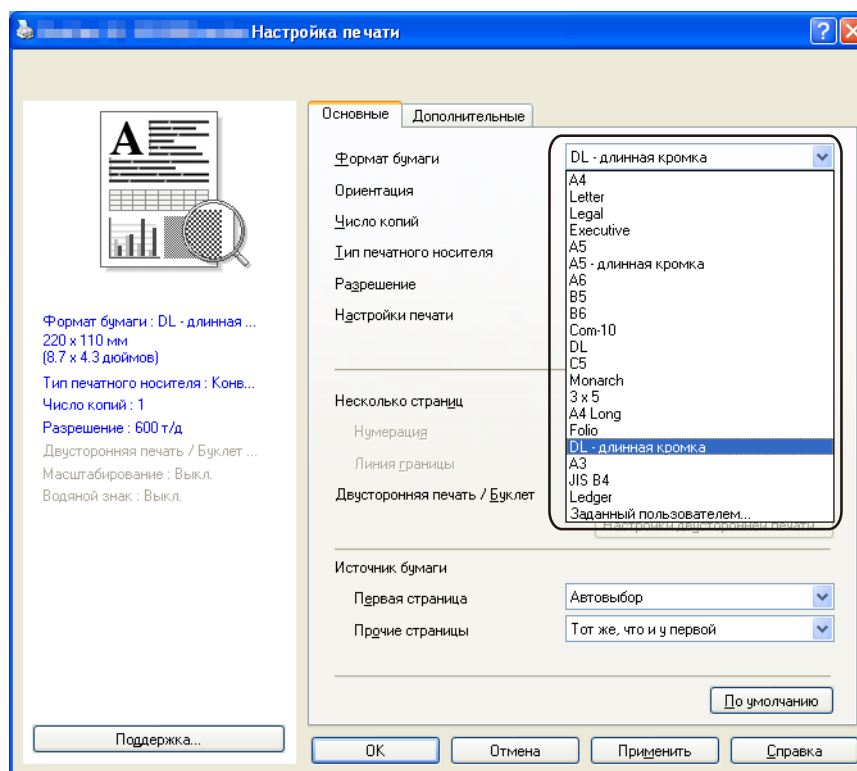 Настройка печати
Основные
Дополнительные
Формат бумаги
DL - длинная кромка
A4
Letter
Legal
Executive
A5
A5 - длинная кромка
A6
B5
B6
Com-10
DL
C5
Monarch
3 x 5
A4 Long
Folio
DL - длинная кромка
A3
JIS B4
Ledger
Заданный пользователем...
Ориентация
Число копий
Тип печатного носителя
Разрешение
Настройки печати
Несколько страниц
Нумерация
Линия границы
Двусторонняя печать / Буклет
Настройки двусторонней печати
Источник бумаги
Первая страница
Автовыбор
Прочие страницы
Тот же, что и у первой
По умолчанию
A
Формат бумаги : DL - длинная ...
220 x 110 мм
(8.7 x 4.3 дюймов)
Тип печатного носителя : Конв...
Число копий : 1
Разрешение : 600 т/д
Двусторонняя печать / Буклет ...
Масштабирование : Выкл.
Водяной знак : Выкл.
Поддержка...
OK
Отмена
Применить
Справка